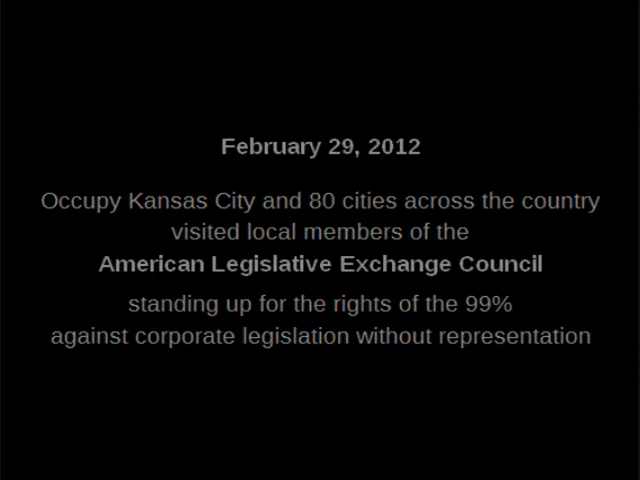 February 29, 2012
Occupy Kansas City and 80 cities across the country
visited local members of the
American Legislative Exchange Council
standing up for the rights of the 99%
against corporate legislation without representation